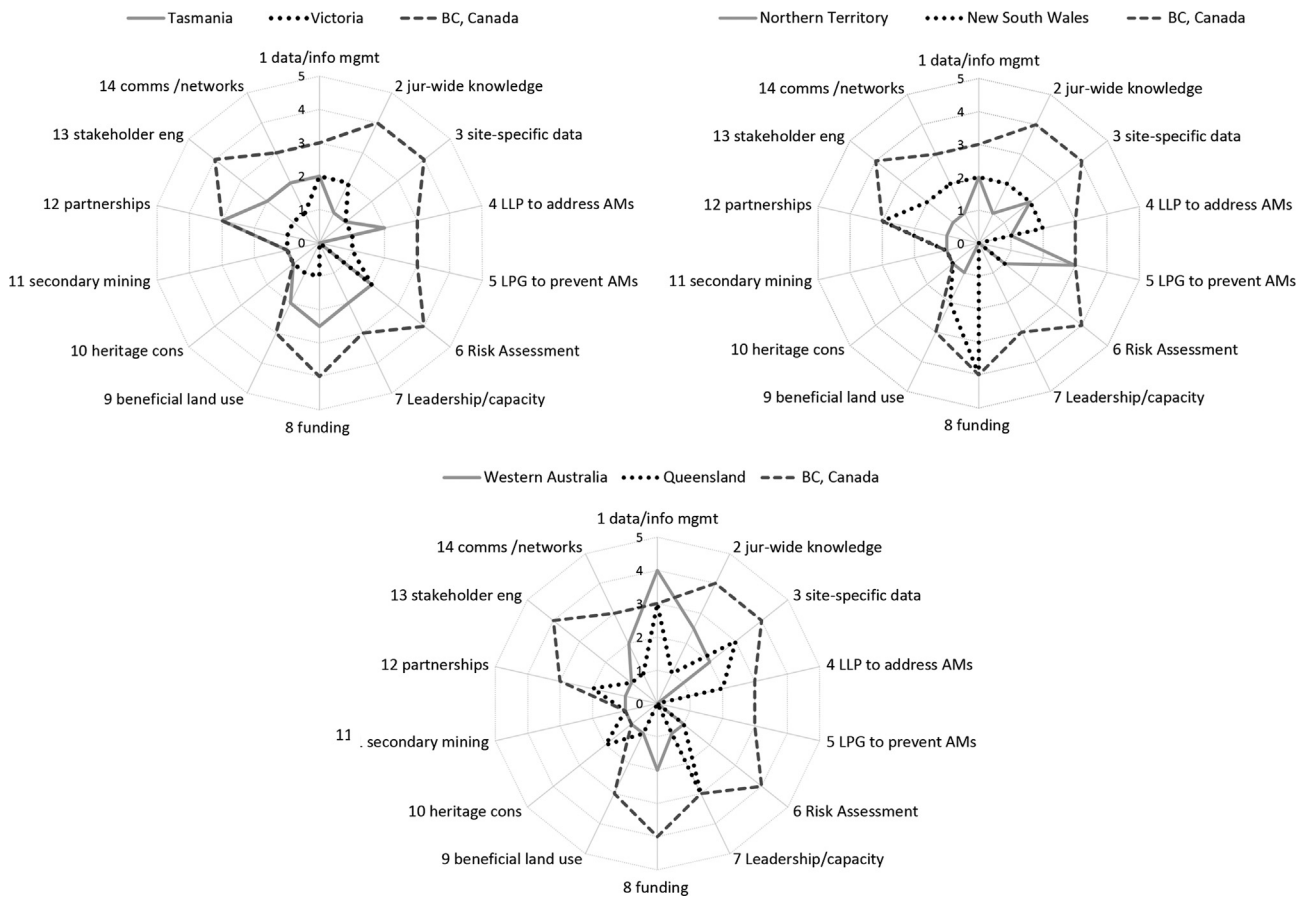 Tasmania Victoria BC, Canada
1 data/info mgmt
2 jur-wide knowledge
3 site-specific data
4 LLP to address AMs
5 LPG to prevent AMs
6 Risk Assessment
7 Leadership/capacity
8 funding
9 beneficial land use
10 heritage cons
11 secondary mining
12 partnerships
13 stakeholder eng
14 comms /networks
5
4
3
2
1
0
Northern Territory New South Wales BC, Canada
1 data/info mgmt
2 jur-wide knowledge
3 site-specific data
4 LLP to address AMs
5 LPG to prevent AMs
6 Risk Assessment
7 Leadership/capacity
8 funding
9 beneficial land use
10 heritage cons
11 secondary mining
12 partnerships
13 stakeholder eng
14 comms /networks
5
4
3
2
1
0
Western Australia Queensland BC, Canada
1 data/info mgmt
2 jur-wide knowledge
3 site-specific data
4 LLP to address AMs
5 LPG to prevent AMs
6 Risk Assessment
7 Leadership/capacity
8 funding
9 beneficial land use
10 heritage cons
11 secondary mining
12 partnerships
13 stakeholder eng
14 comms /networks
5
4
3
2
1
0